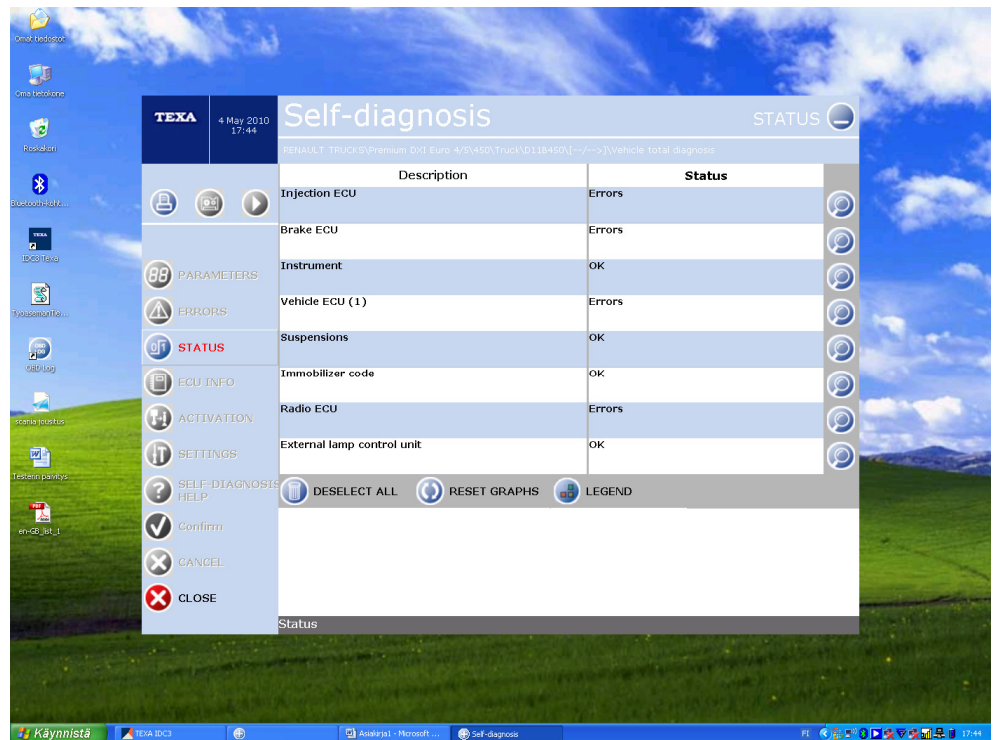 Omat tiedostot
Oma tietokone
Roskakori
Bluetooth-koht...
TEXA
IDC3 Texa
OBD Log
scania jousitus
Testerin päivitys
PDF
en-GB_list_1
TEXA
4 May 2010
17:44
Self-diagnosis
STATUS
RENAULT TRUCKS\Premium DXI Euro 4/5\450\Truck\D118450\[--/-->]\Vehicle total diagnosis
PARAMETERS
ERRORS
STATUS
ECU INFO
ACTIVATION
SETTINGS
SELF-DIAGNOSIS
HELP
Confirm
CANCEL
CLOSE
Description Status
Injection ECU Errors
Brake ECU Errors
Instrument OK
Vehicle ECU (1) Errors
Suspensions OK
Immobilizer code OK
Radio ECU Errors
External lamp control unit OK
DESELECT ALL RESET GRAPHS LEGEND
Status
Käynnistä TEXA IDC3 Asiakirja1 - Microsoft ... Self-diagnosis FI 17:44